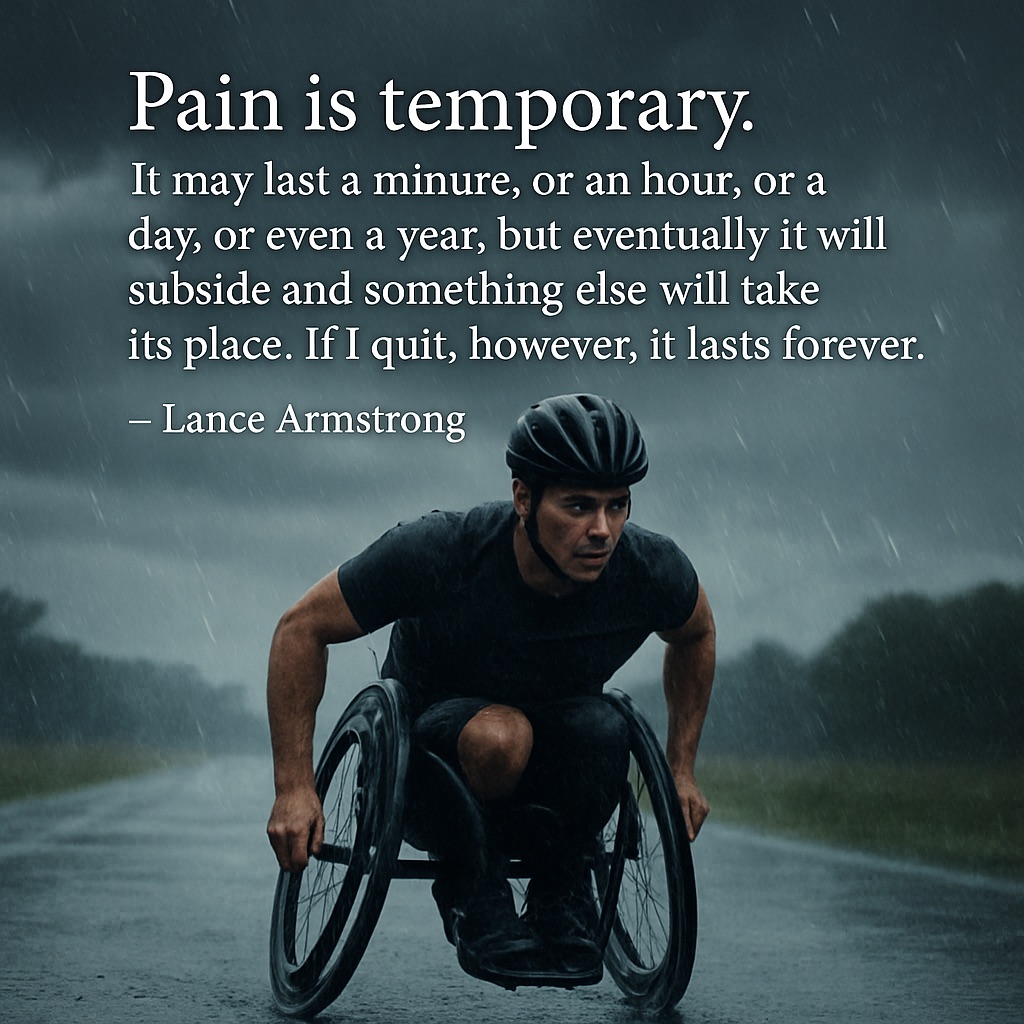 Pain is temporary.
It may last a minure, or an hour, or a
day, or even a year, but eventually it will
subside and something else will take
its place. If I quit, however, it lasts forever.
– Lance Armstrong